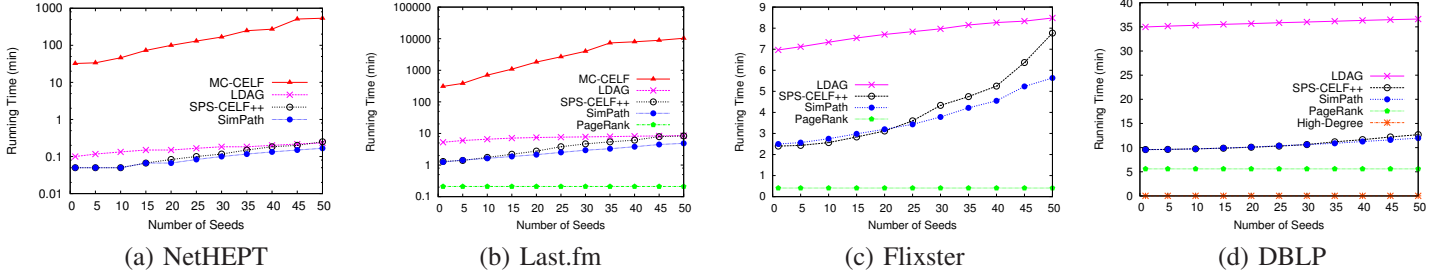 1000
100
10
1
0.1
0.01
Running Time (min)
MC-CELF
LDAG
SPS-CELF++
SimPath
0 5 10 15 20 25 30 35 40 45 50
Number of Seeds
(a) NetHEPT
100000
10000
1000
100
10
1
0.1
Running Time (min)
MC-CELF
LDAG
SPS-CELF++
SimPath
PageRank
0 5 10 15 20 25 30 35 40 45 50
Number of Seeds
(b) Last.fm
9
8
7
6
5
4
3
2
1
0
Running Time (min)
LDAG
SPS-CELF++
SimPath
PageRank
0 5 10 15 20 25 30 35 40 45 50
Number of Seeds
(c) Flixster
40
35
30
25
20
15
10
5
0
Running Time (min)
LDAG
SPS-CELF++
SimPath
PageRank
High-Degree
0 5 10 15 20 25 30 35 40 45 50
Number of Seeds
(d) DBLP